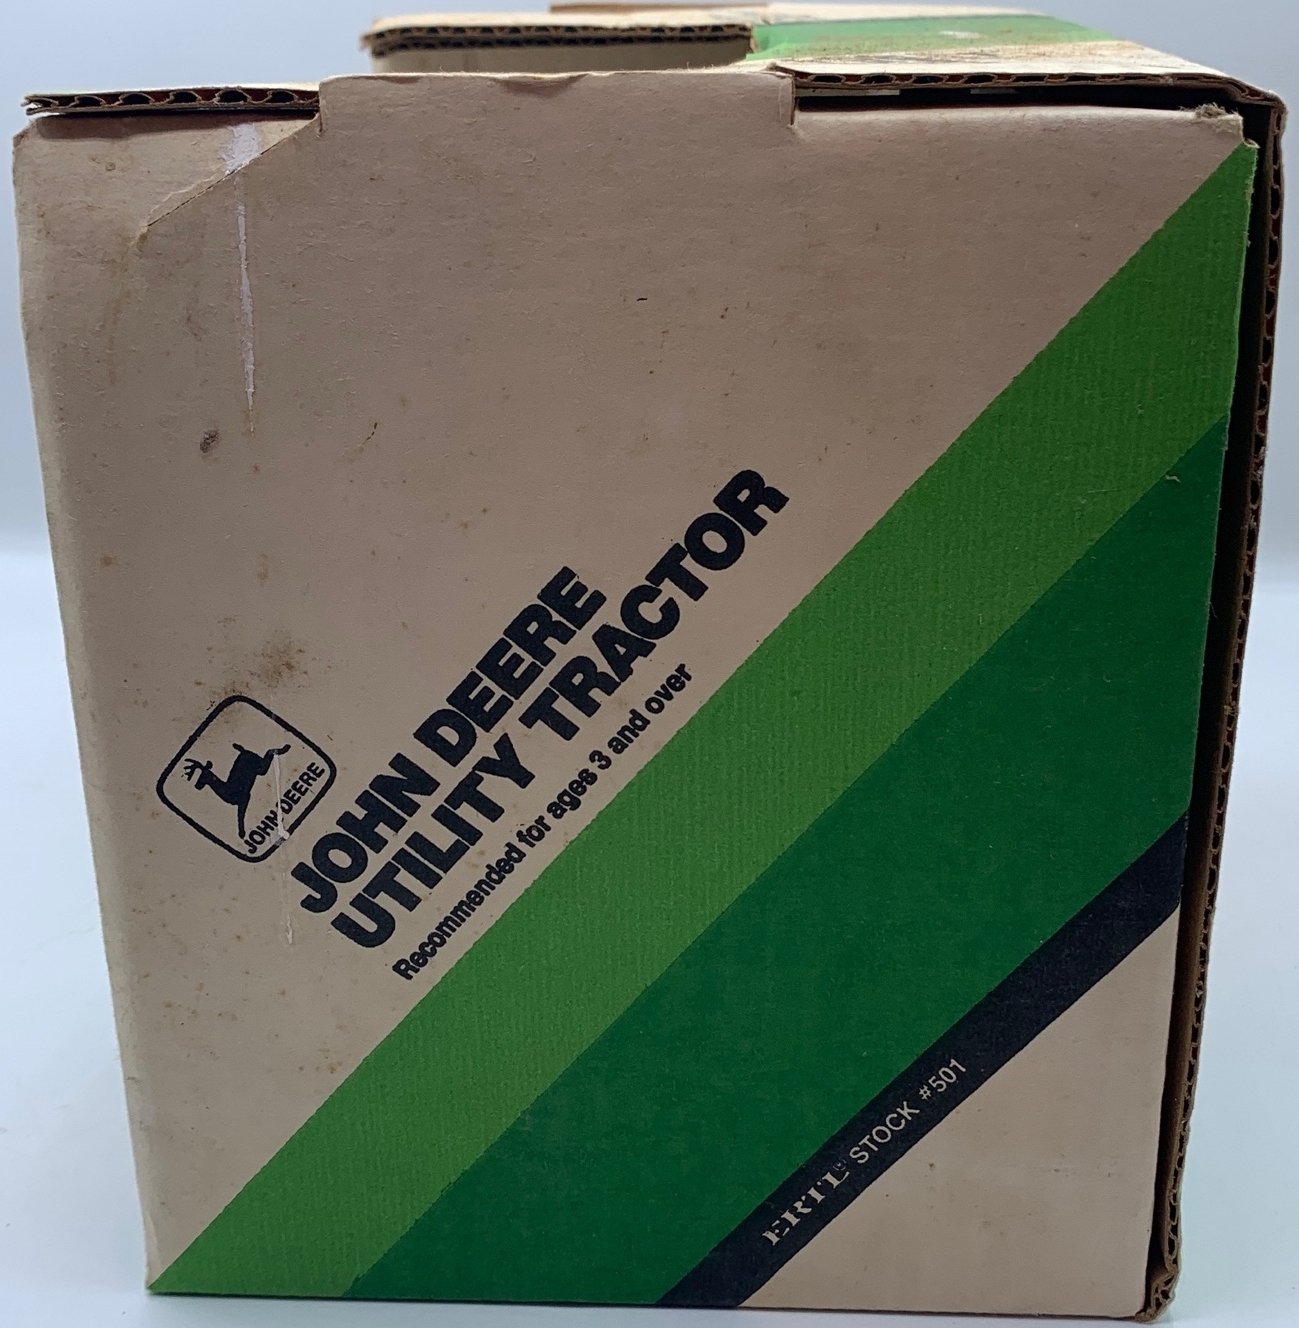 JOHN DEERE
JOHN DEERE
UTILITY TRACTOR
Recommended for ages 3 and over
ERTL® STOCK #501